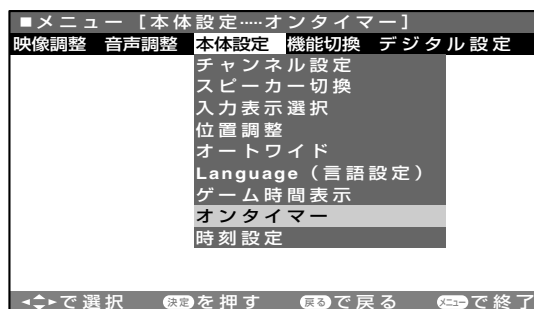 ■メニュー [本体設定……オンタイマー]
映像調整 音声調整 本体設定 機能切換 デジタル設定
チャンネル設定
スピーカー切換
入力表示選択
位置調整
オートワイド
Language（言語設定）
ゲーム時間表示
オンタイマー
時刻設定
で選択 決定を押す 戻るで戻る メニューで終了